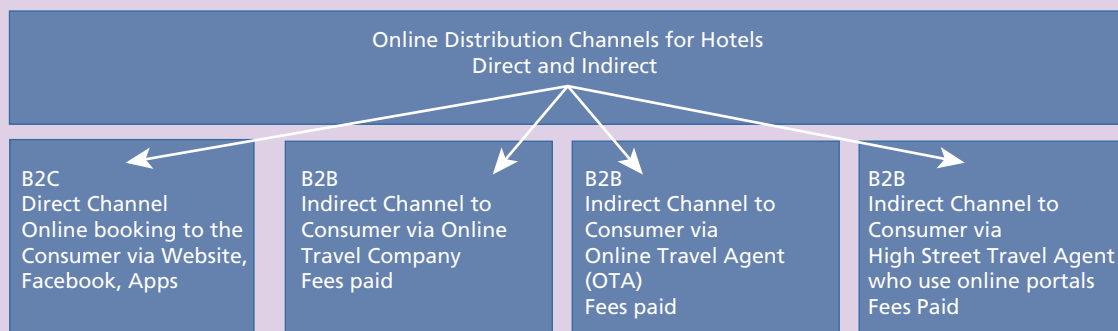 Online Distribution Channels for Hotels
Direct and Indirect
B2C
Direct Channel
Online booking to the
Consumer via Website,
Facebook, Apps
B2B
Indirect Channel to
Consumer via Online
Travel Company
Fees paid
B2B
Indirect Channel to
Consumer via
Online Travel Agent
(OTA)
Fees paid
B2B
Indirect Channel to
Consumer via
High Street Travel Agent
who use online portals
Fees Paid